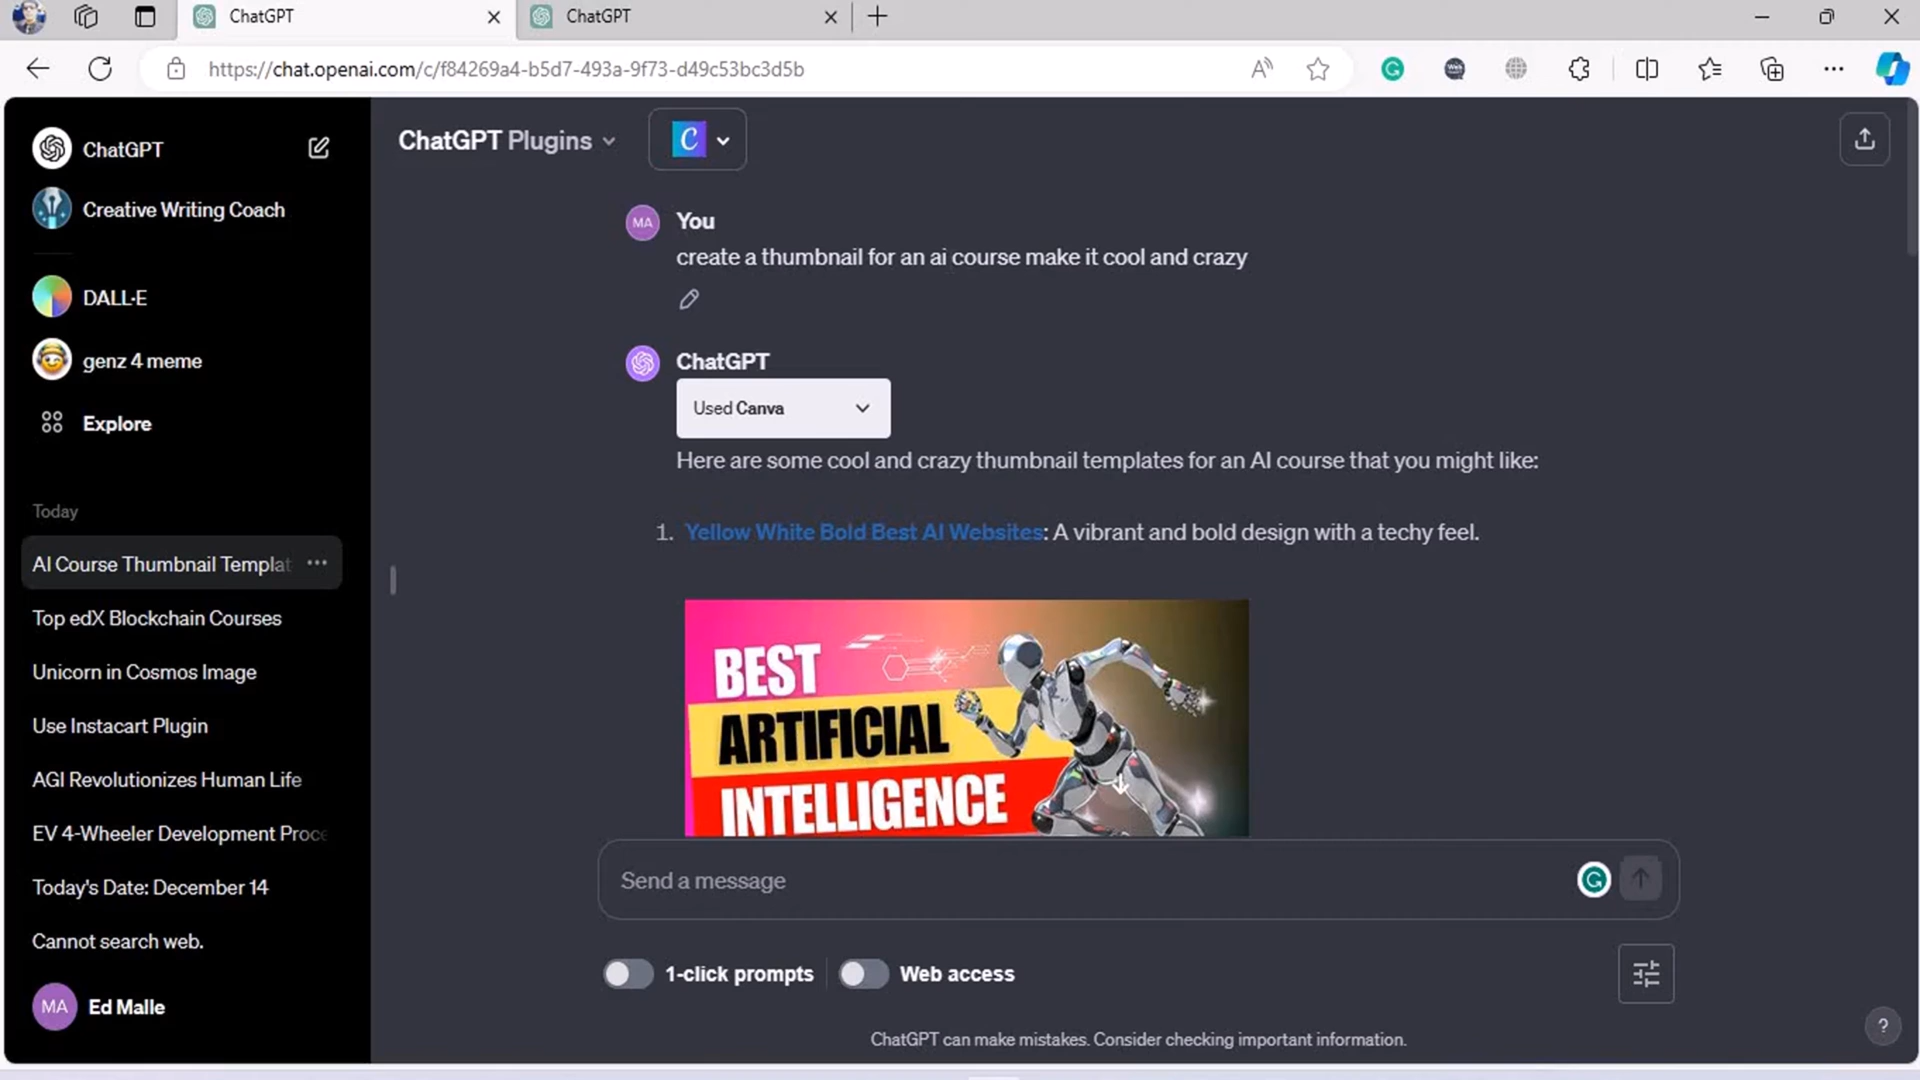 ChatGPT
ChatGPT
https://chat.openai.com/c/f84269a4-b5d7-493a-9f73-d49c53bc3d5b
ChatGPT
Creative Writing Coach
DALL·E
genz 4 meme
Explore
Today
AI Course Thumbnail Templat
Top edX Blockchain Courses
Unicorn in Cosmos Image
Use Instacart Plugin
AGI Revolutionizes Human Life
EV 4-Wheeler Development Proce
Today's Date: December 14
Cannot search web.
MA Ed Malle
ChatGPT Plugins
C
MA You
create a thumbnail for an ai course make it cool and crazy
ChatGPT
Used Canva
Here are some cool and crazy thumbnail templates for an AI course that you might like:
1. Yellow White Bold Best AI Websites: A vibrant and bold design with a techy feel.
BEST
ARTIFICIAL
INTELLIGENCE
Send a message
1-click prompts
Web access
ChatGPT can make mistakes. Consider checking important information.
?